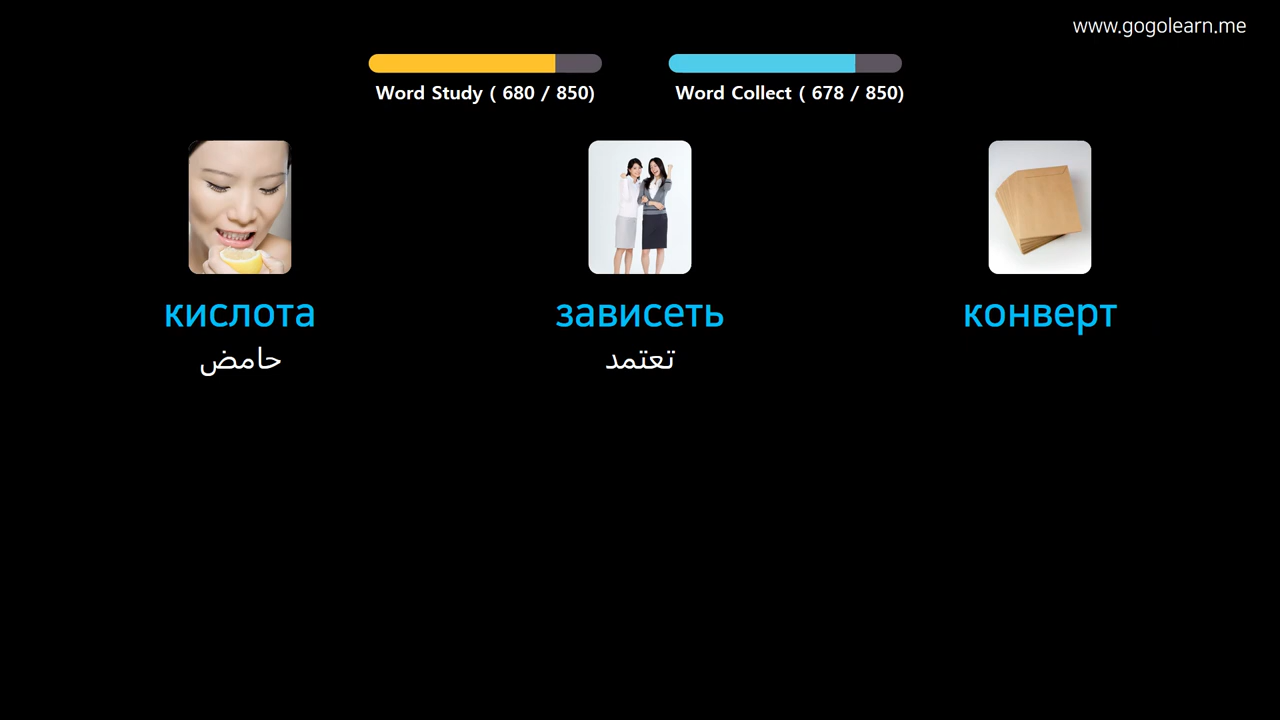 www.gogolearn.me
Word Study ( 680 / 850)
Word Collect ( 678 / 850)
кислота
зависеть
конверт
حامض
تعتمد